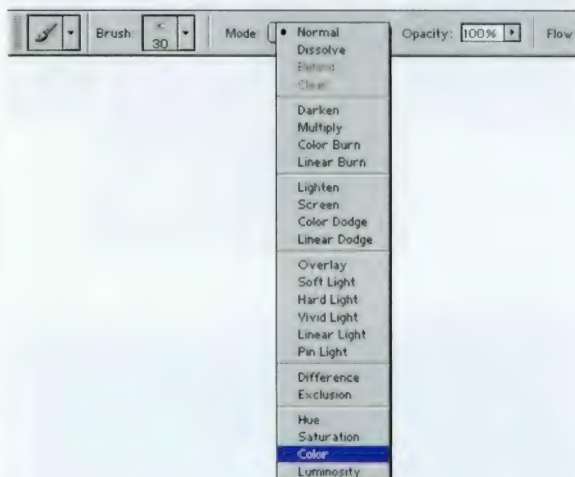 Brush: 30 Mode: Opacity: 100% Flow
Normal
Dissolve
Behind
Clear
Darken
Multiply
Color Burn
Linear Burn
Lighten
Screen
Color Dodge
Linear Dodge
Overlay
Soft Light
Hard Light
Vivid Light
Linear Light
Pin Light
Difference
Exclusion
Hue
Saturation
Color
Luminosity